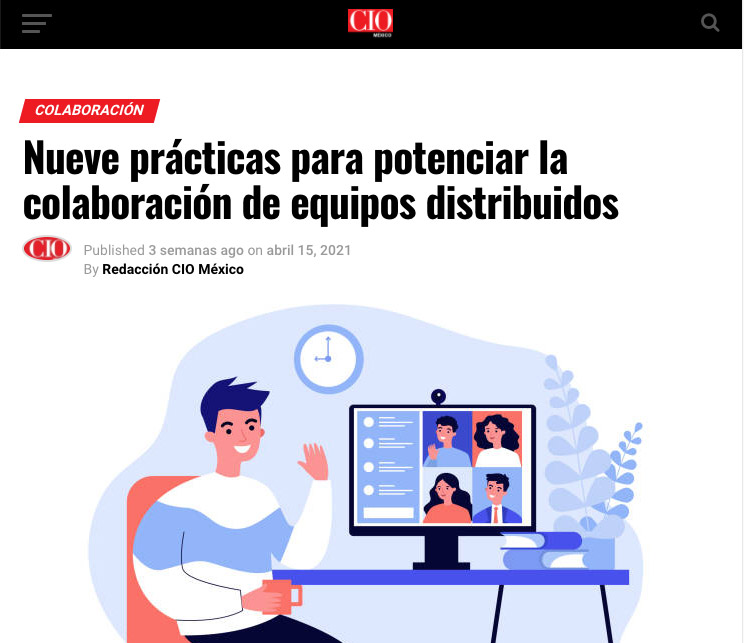 CIO
MÉXICO
COLABORACIÓN
Nueve prácticas para potenciar la
colaboración de equipos distribuidos
CIO
Published 3 semanas ago on abril 15, 2021
By Redacción CIO México